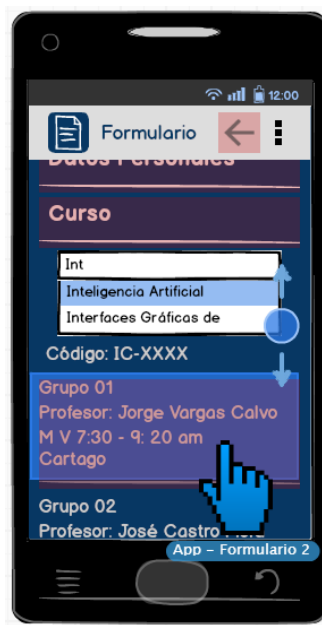 12:00
Formulario
Datos Personales
Curso
Int
Inteligencia Artificial
Interfaces Gráficas de
Código: IC-XXXX
Grupo 01
Profesor: Jorge Vargas Calvo
M V 7:30 - 9: 20 am
Cartago
Grupo 02
Profesor: José Castro
App - Formulario 2